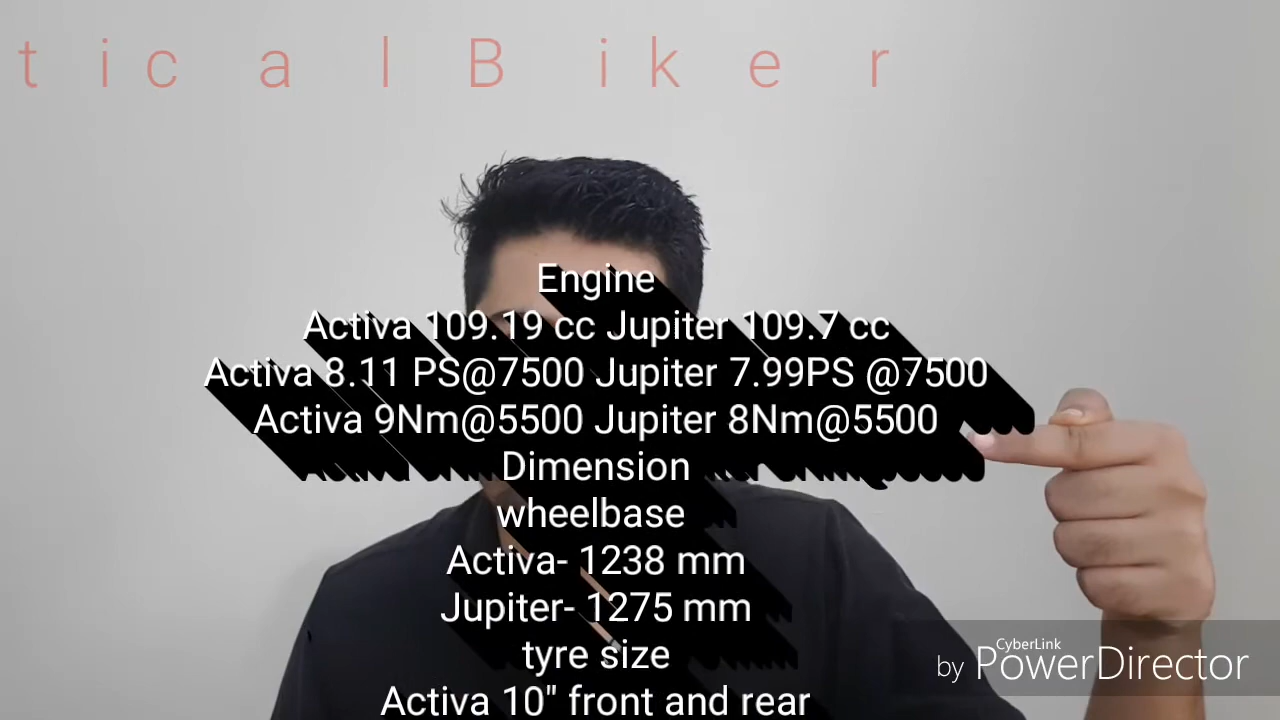 ticalBiker
Engine
Activa 109.19 cc Jupiter 109.7 cc
Activa 8.11 PS@7500 Jupiter 7.99PS @7500
Activa 9Nm@5500 Jupiter 8Nm@5500
Dimension
wheelbase
Activa- 1238 mm
Jupiter- 1275 mm
tyre size
Activa 10" front and rear
CyberLink
by PowerDirector